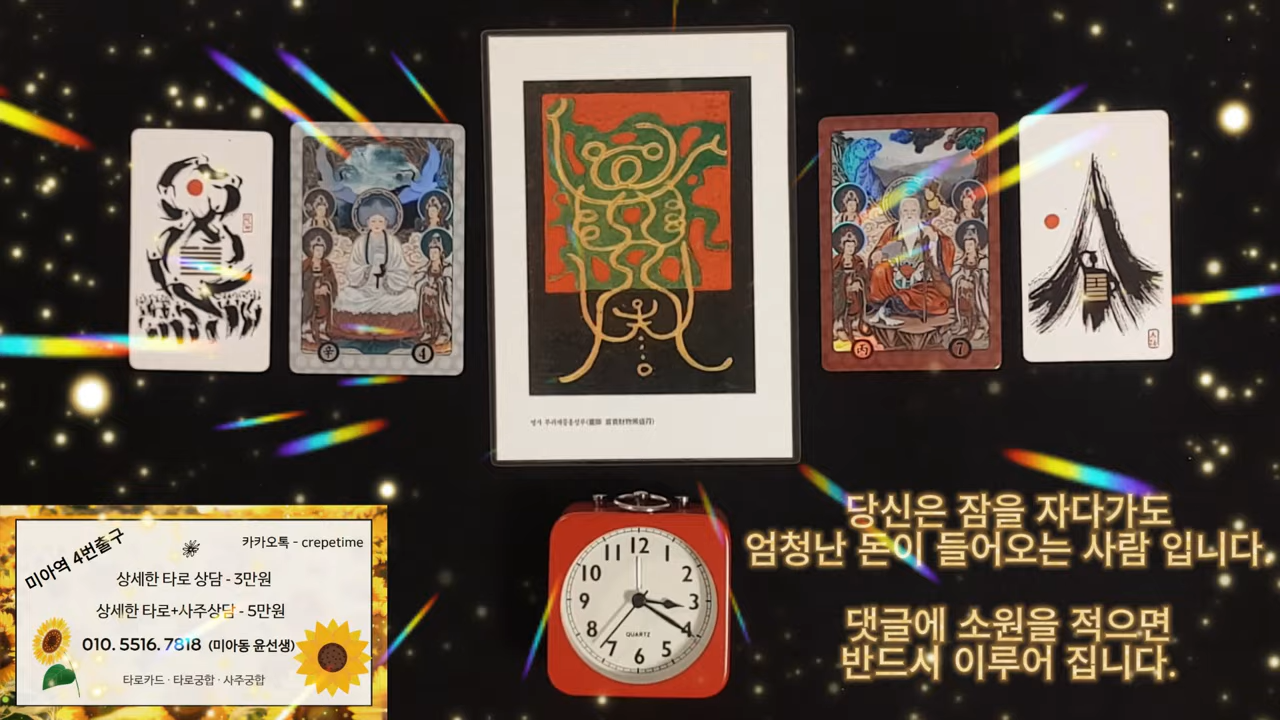 辛
4
丙
7
12
11
10
2
9
3
8
4
7
6
5
QUARTZ
당신은 잠을 자다가도
엄청난 돈이 들어오는 사람 입니다.
댓글에 소원을 적으면
반드시 이루어 집니다.
미아역 4번출구
카카오톡 - crepetime
상세한 타로 상담 - 3만원
상세한 타로+사주상담 - 5만원
010. 5516. 7818 (미아동 윤선생)
타로카드 · 타로궁합 · 사주궁합